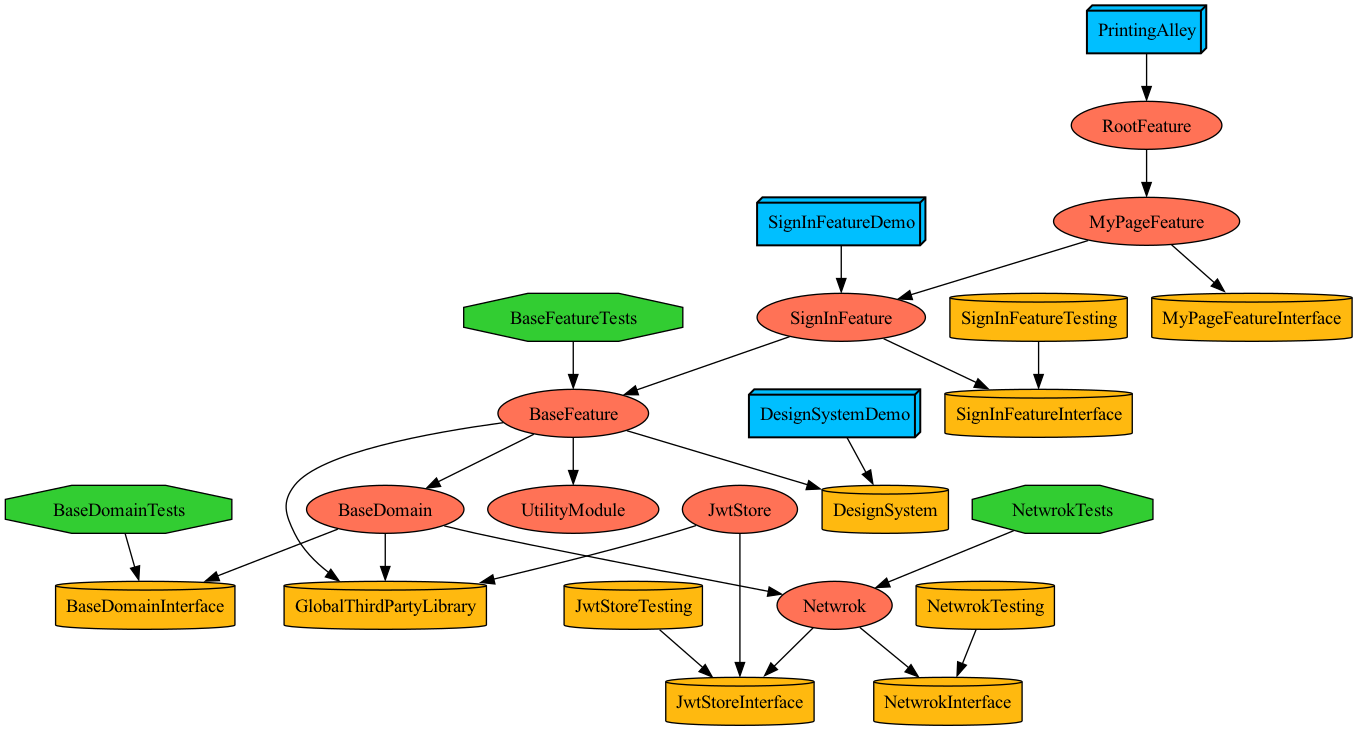 PrintingAlley
RootFeature
SignInFeatureDemo
MyPageFeature
BaseFeatureTests
SignInFeature
SignInFeatureTesting
MyPageFeatureInterface
BaseFeature
DesignSystemDemo
SignInFeatureInterface
BaseDomainTests
BaseDomain
UtilityModule
JwtStore
DesignSystem
NetwrokTests
BaseDomainInterface
GlobalThirdPartyLibrary
JwtStoreTesting
Netwrok
NetwrokTesting
JwtStoreInterface
NetwrokInterface